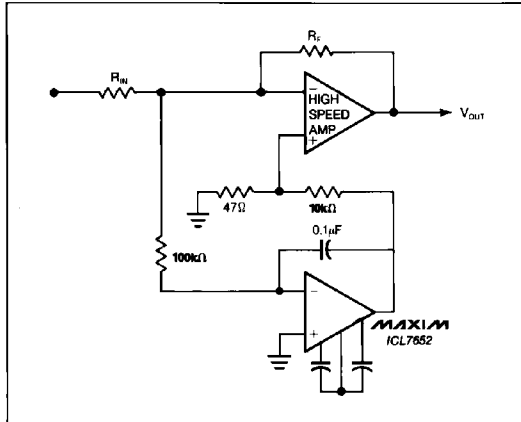 R_F
R_IN
−
HIGH
SPEED
AMP
+
V_OUT
47Ω
10kΩ
0.1μF
100kΩ
−
+
MAXIM
ICL7652